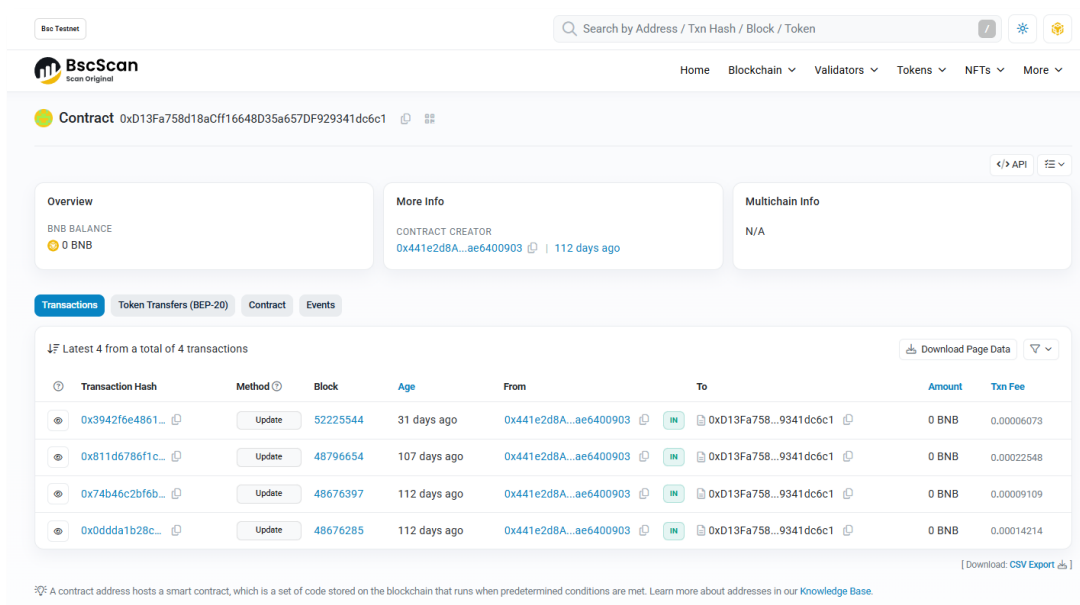 Bsc Testnet
Search by Address / Txn Hash / Block / Token /
BscScan
Scan Original
Home Blockchain Validators Tokens NFTs More
Contract 0xD13Fa758d18aCff16648D35a657DF929341dc6c1
</> API
Overview
BNB BALANCE
0 BNB
More Info
CONTRACT CREATOR
0x441e2d8A...ae6400903 | 112 days ago
Multichain Info
N/A
Transactions Token Transfers (BEP-20) Contract Events
Latest 4 from a total of 4 transactions
Download Page Data
Transaction Hash Method Block Age From To Amount Txn Fee
0x3942f6e4861... Update 52225544 31 days ago 0x441e2d8A...ae6400903 IN 0xD13Fa758...9341dc6c1 0 BNB 0.00006073
0x811d6786f1c... Update 48796654 107 days ago 0x441e2d8A...ae6400903 IN 0xD13Fa758...9341dc6c1 0 BNB 0.00022548
0x74b46c2bf6b... Update 48676397 112 days ago 0x441e2d8A...ae6400903 IN 0xD13Fa758...9341dc6c1 0 BNB 0.00009109
0x0ddda1b28c... Update 48676285 112 days ago 0x441e2d8A...ae6400903 IN 0xD13Fa758...9341dc6c1 0 BNB 0.00014214
[ Download: CSV Export ]
A contract address hosts a smart contract, which is a set of code stored on the blockchain that runs when predetermined conditions are met. Learn more about addresses in our Knowledge Base.